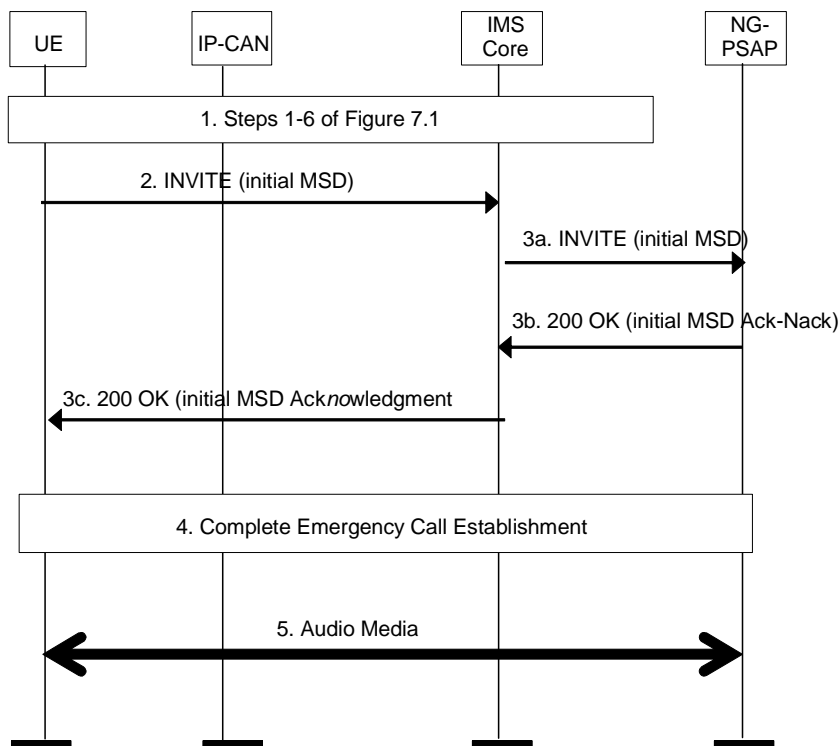 UE
IP-CAN
IMS
Core
NG-
PSAP
1. Steps 1-6 of Figure 7.1
2. INVITE (initial MSD)
3a. INVITE (initial MSD)
3b. 200 OK (initial MSD Ack-Nack)
3c. 200 OK (initial MSD Acknowledgment
4. Complete Emergency Call Establishment
5. Audio Media